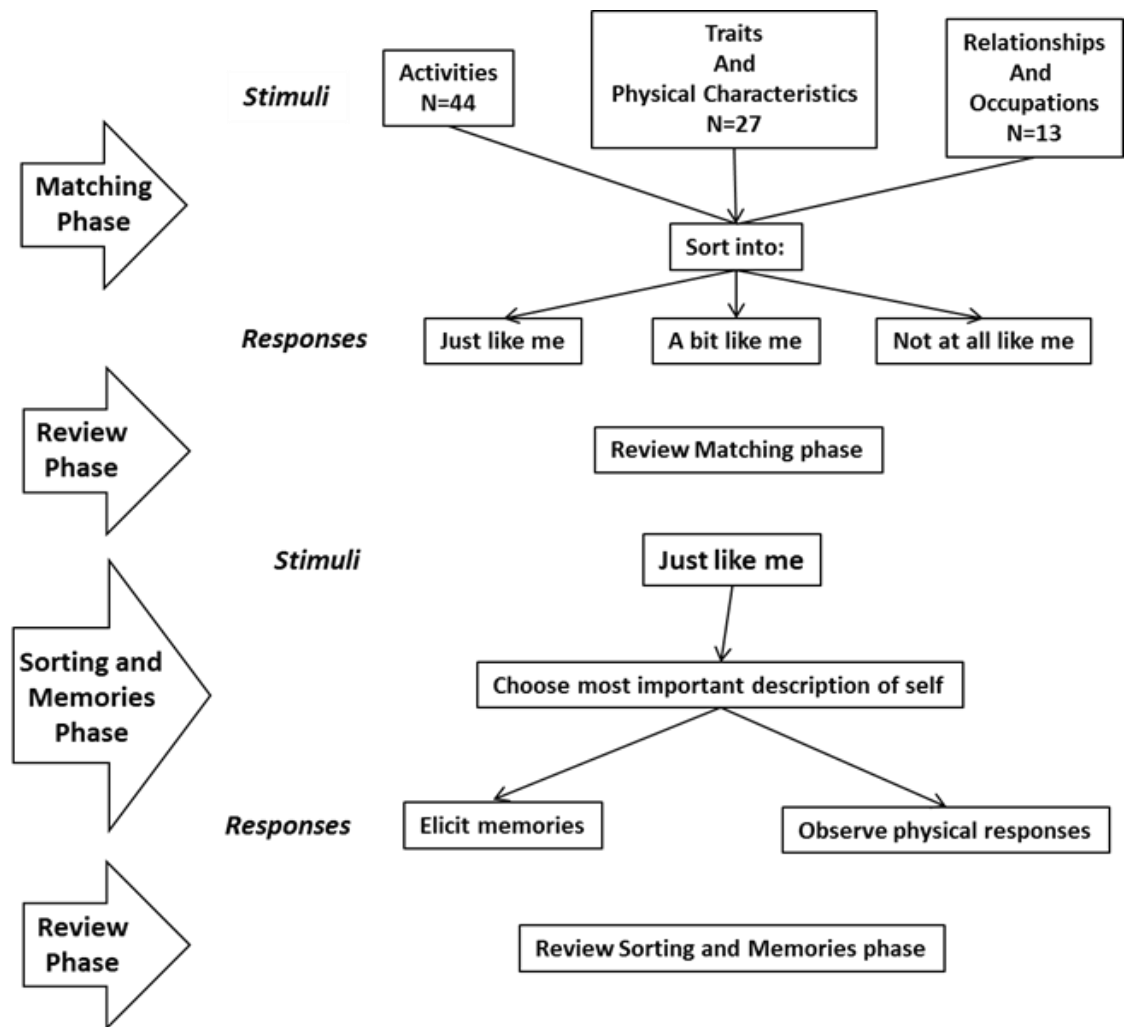 Stimuli
Activities
N=44
Traits
And
Physical Characteristics
N=27
Relationships
And
Occupations
N=13
Matching
Phase
Sort into:
Responses
Just like me
A bit like me
Not at all like me
Review
Phase
Review Matching phase
Stimuli
Just like me
Sorting and
Memories
Phase
Choose most important description of self
Responses
Elicit memories
Observe physical responses
Review
Phase
Review Sorting and Memories phase